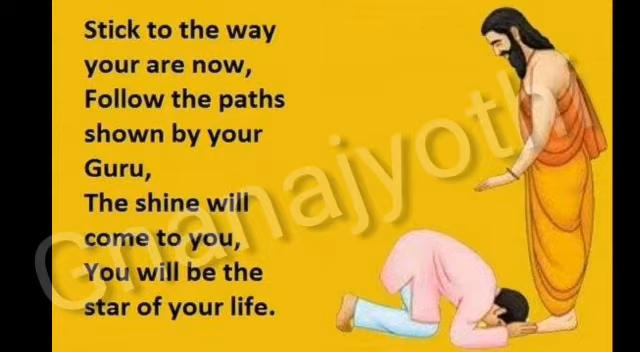 Stick to the way
your are now,
Follow the paths
shown by your
Guru,
The shine will
come to you,
You will be the
star of your life.
Gnanajyothi